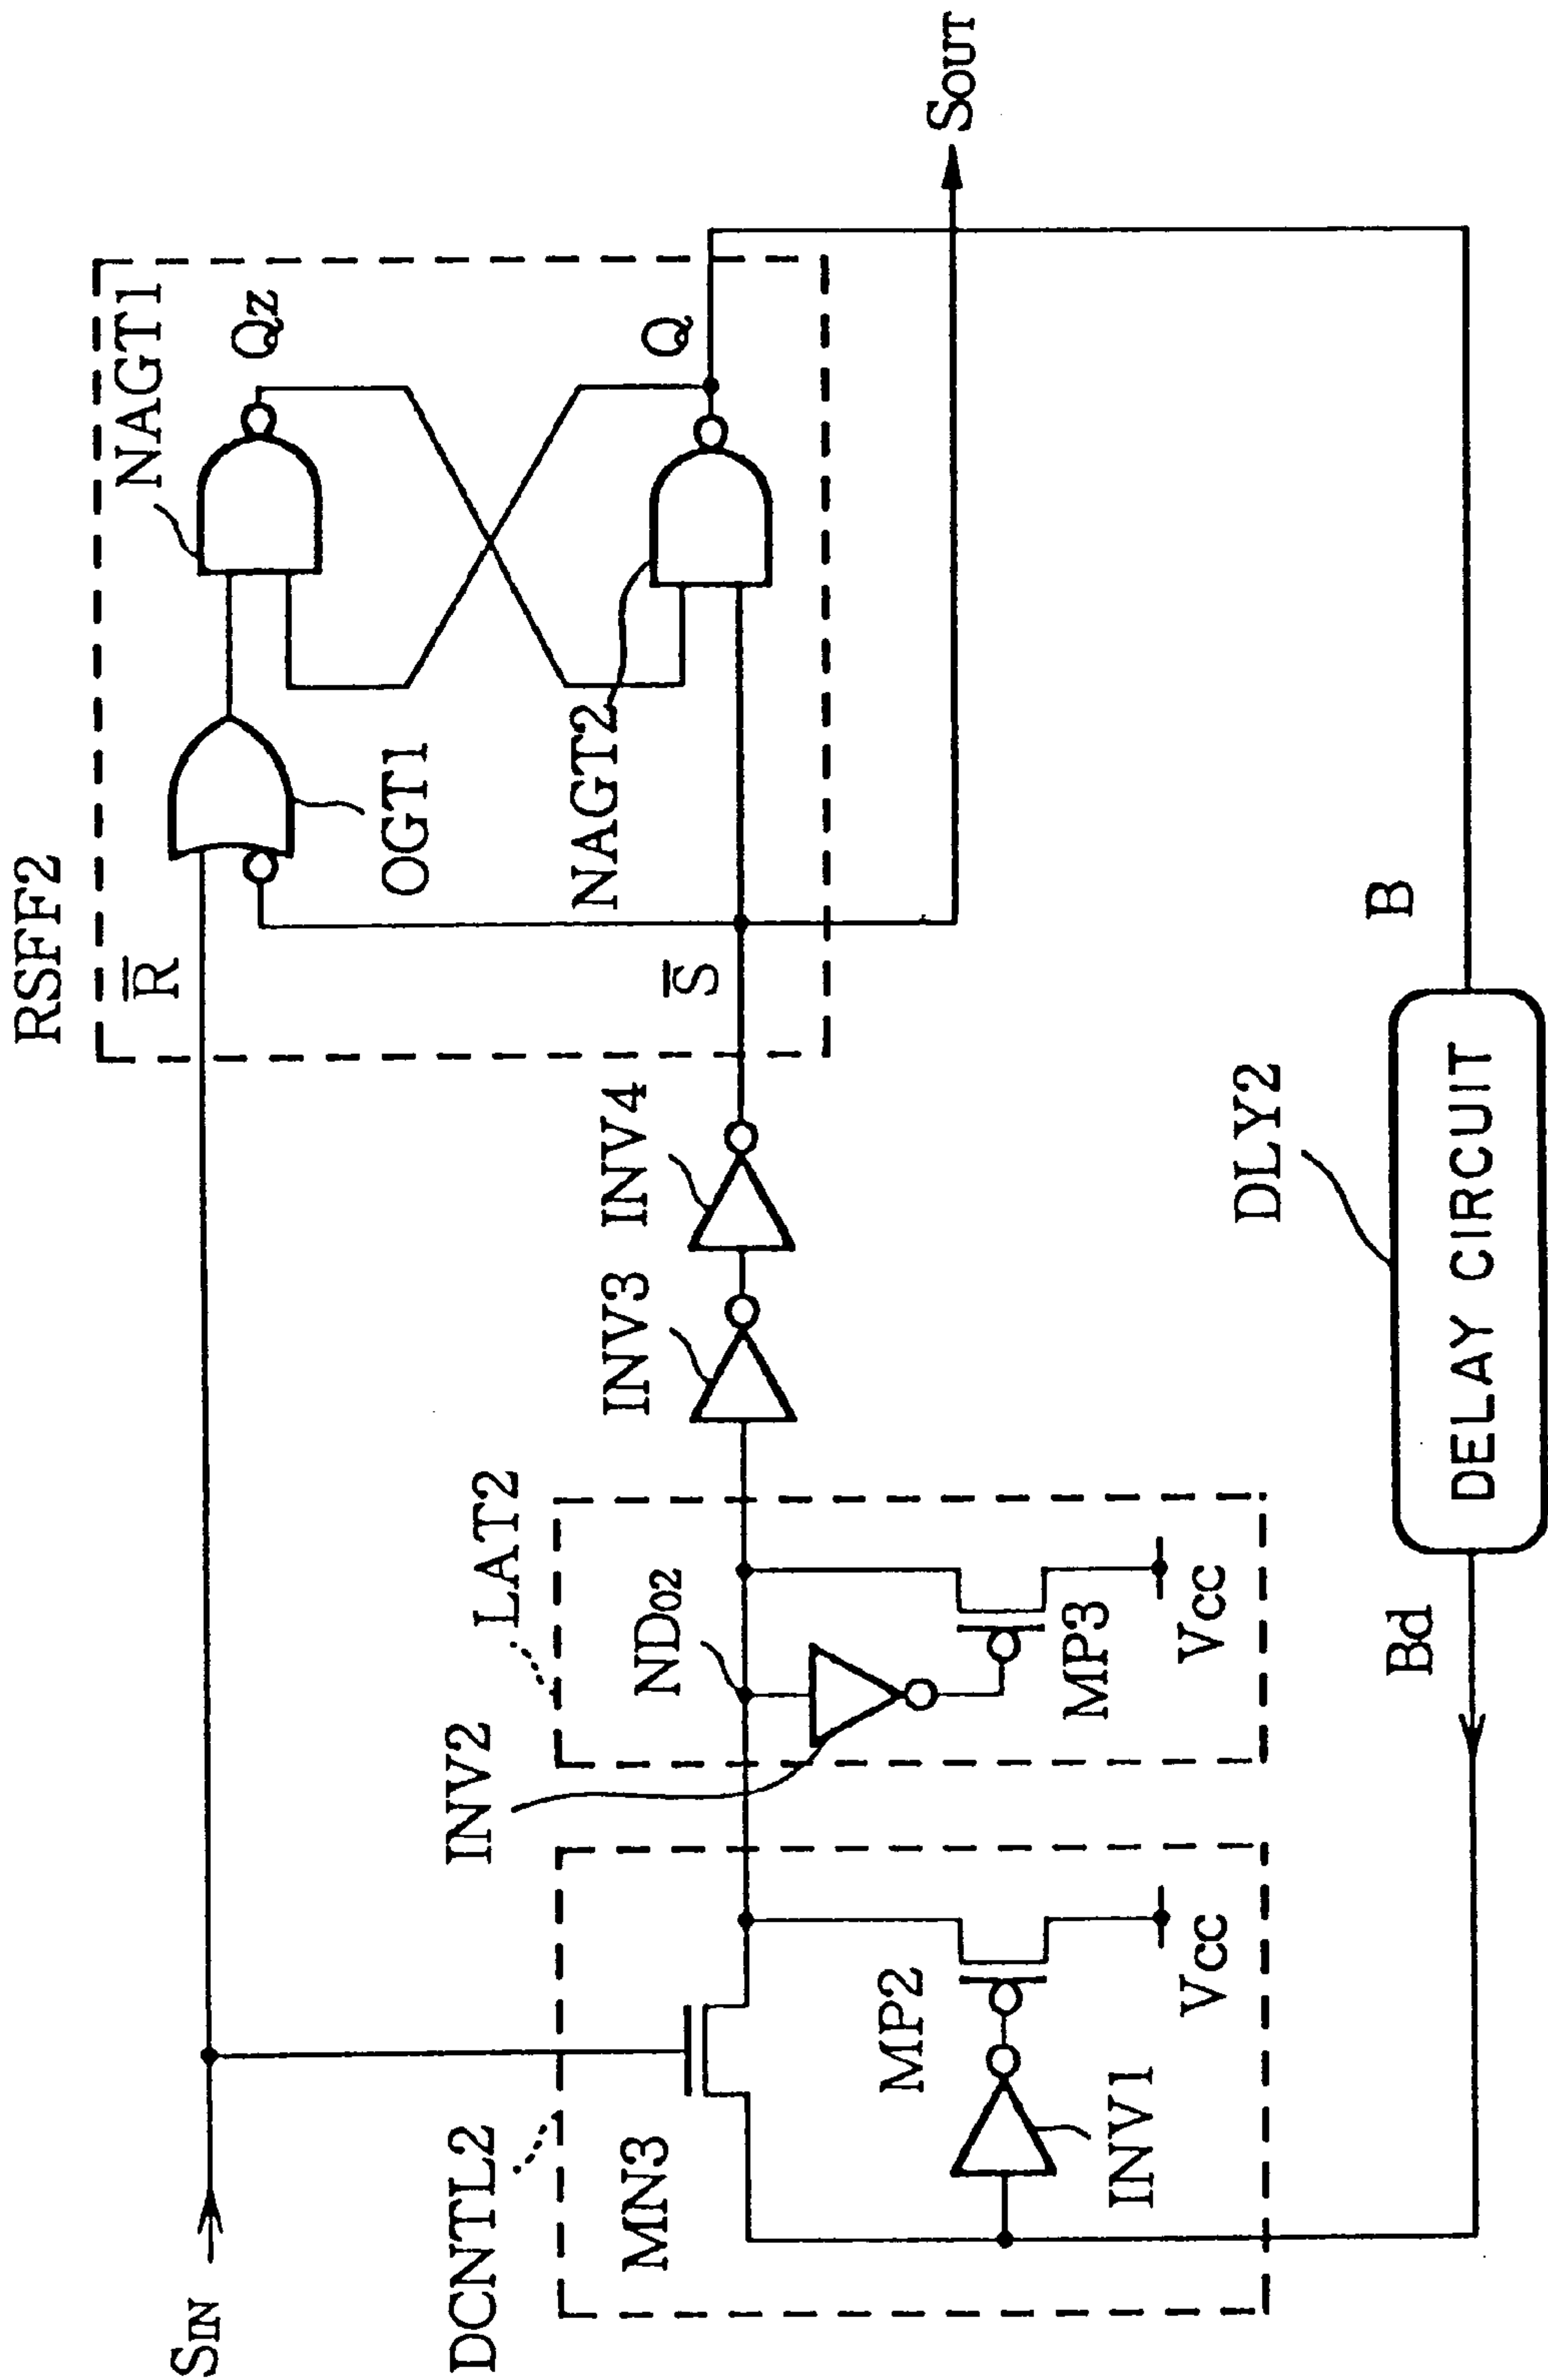 RSFF2
NAGT1
QZ
R
OGT1
Q
NAGT2
S
SIN
SOUT
INV3
INV4
LAT2
ND02
INV2
MP3
VCC
DCNTL2
MN3
MP2
INV1
VCC
B
DLY2
DELAY CIRCUIT
Bd